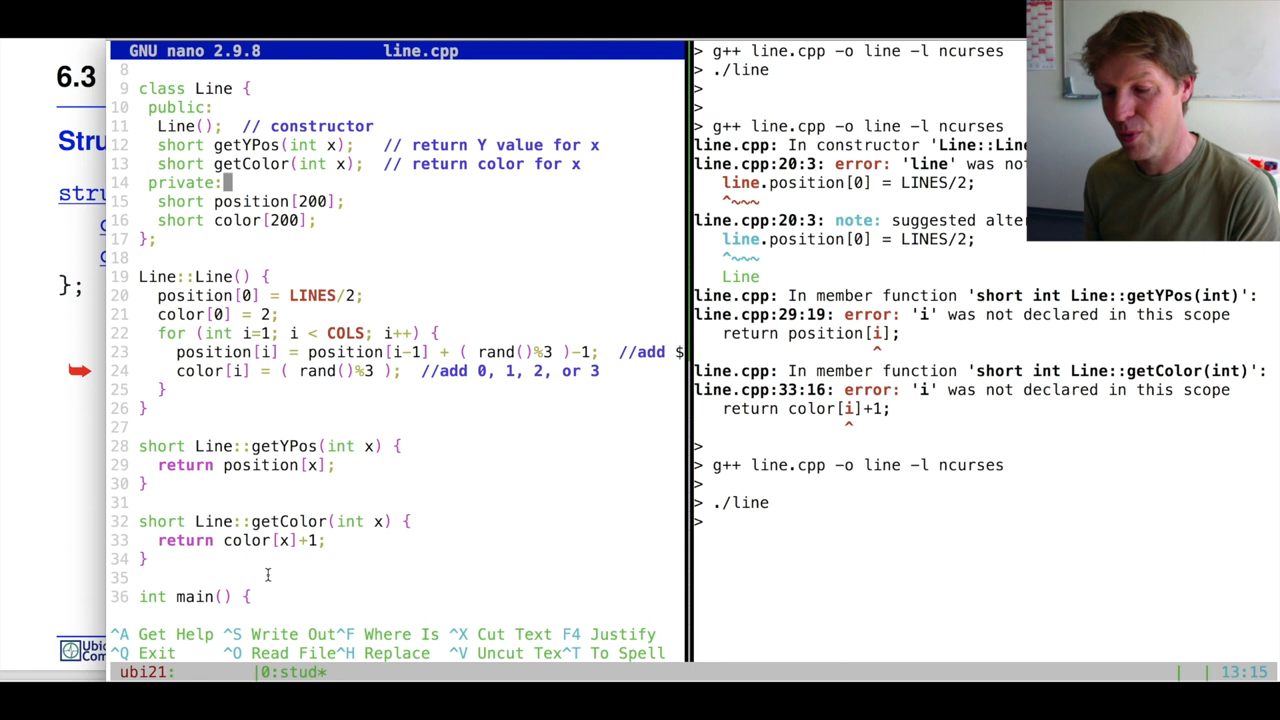 6.3
Stru
stru
c
c
};
Ubic
Com
GNU nano 2.9.8 line.cpp
8
9 class Line {
10 public:
11 Line(); // constructor
12 short getYPos(int x); // return Y value for x
13 short getColor(int x); // return color for x
14 private:
15 short position[200];
16 short color[200];
17 };
18
19 Line::Line() {
20 position[0] = LINES/2;
21 color[0] = 2;
22 for (int i=1; i < COLS; i++) {
23 position[i] = position[i-1] + ( rand()%3 )-1; //add $
24 color[i] = ( rand()%3 ); //add 0, 1, 2, or 3
25 }
26 }
27
28 short Line::getYPos(int x) {
29 return position[x];
30 }
31
32 short Line::getColor(int x) {
33 return color[x]+1;
34 }
35
36 int main() {
^A Get Help ^S Write Out^F Where Is ^X Cut Text F4 Justify
^Q Exit ^O Read File^H Replace ^V Uncut Tex^T To Spell
ubi21: |0:stud* | | 13:15
> g++ line.cpp -o line -l ncurses
> ./line
>
>
> g++ line.cpp -o line -l ncurses
line.cpp: In constructor 'Line::Line
line.cpp:20:3: error: 'line' was not
line.position[0] = LINES/2;
^~~~
line.cpp:20:3: note: suggested alter
line.position[0] = LINES/2;
^~~~
Line
line.cpp: In member function 'short int Line::getYPos(int)':
line.cpp:29:19: error: 'i' was not declared in this scope
return position[i];
^
line.cpp: In member function 'short int Line::getColor(int)':
line.cpp:33:16: error: 'i' was not declared in this scope
return color[i]+1;
^
>
> g++ line.cpp -o line -l ncurses
>
> ./line
>